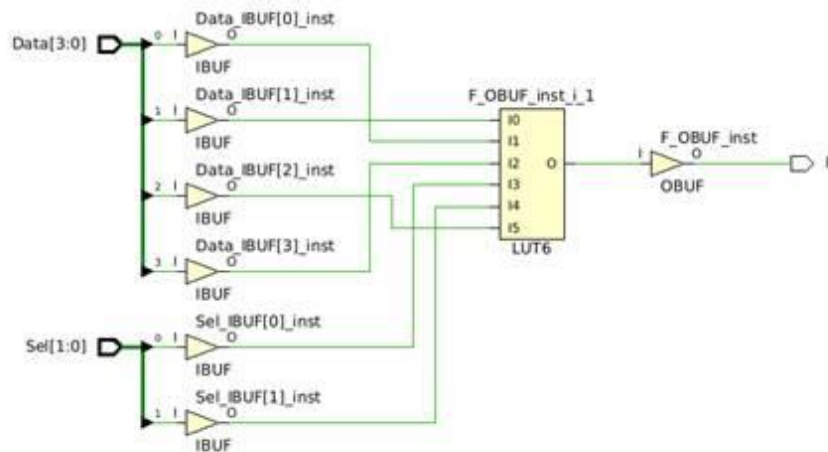 Data[3:0]
0
I
Data_IBUF[0]_inst
O
IBUF
1
I
Data_IBUF[1]_inst
O
IBUF
2
I
Data_IBUF[2]_inst
O
IBUF
3
I
Data_IBUF[3]_inst
O
IBUF
Sel[1:0]
0
I
Sel_IBUF[0]_inst
O
IBUF
1
I
Sel_IBUF[1]_inst
O
IBUF
F_OBUF_inst_i_1
I0
I1
I2
I3
I4
I5
O
LUT6
F_OBUF_inst
I
O
OBUF